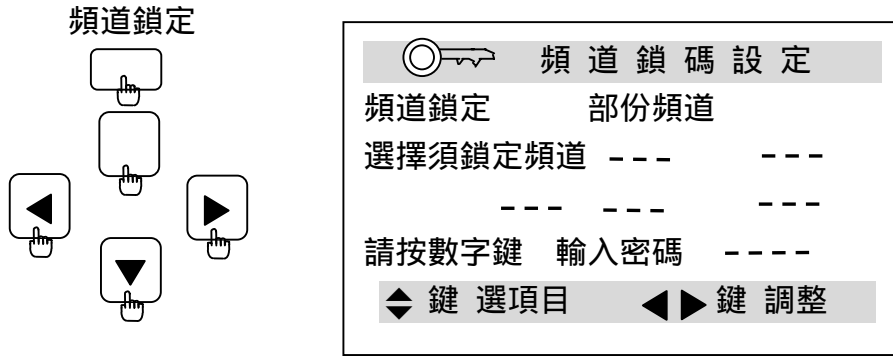 頻道鎖定
頻道鎖碼設定
頻道鎖定 部份頻道
選擇須鎖定頻道 --- ---
--- --- ---
請按數字鍵 輸入密碼 ----
鍵 選項目 鍵 調整